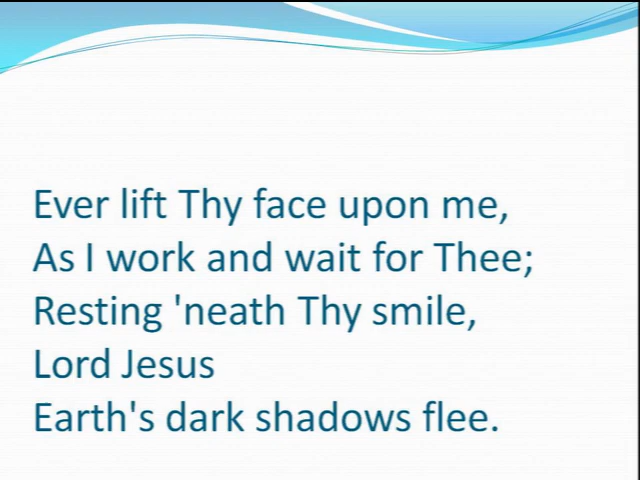 Ever lift Thy face upon me,
As I work and wait for Thee;
Resting 'neath Thy smile,
Lord Jesus
Earth's dark shadows flee.